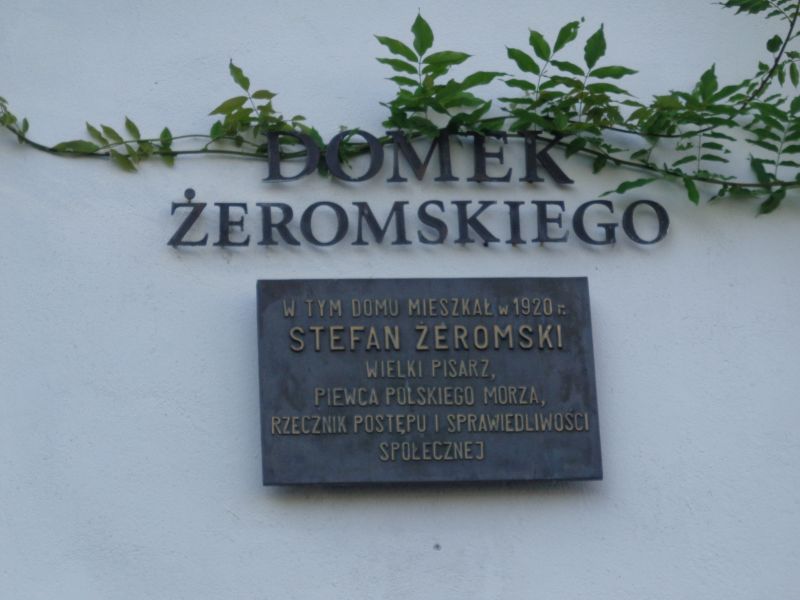 DOMEK
ŻEROMSKIEGO
W TYM DOMU MIESZKAŁ w 1920 r.
STEFAN ŻEROMSKI
WIELKI PISARZ,
PIEWCA POLSKIEGO MORZA,
RZECZNIK POSTĘPU I SPRAWIEDLIWOŚCI
SPOŁECZNEJ